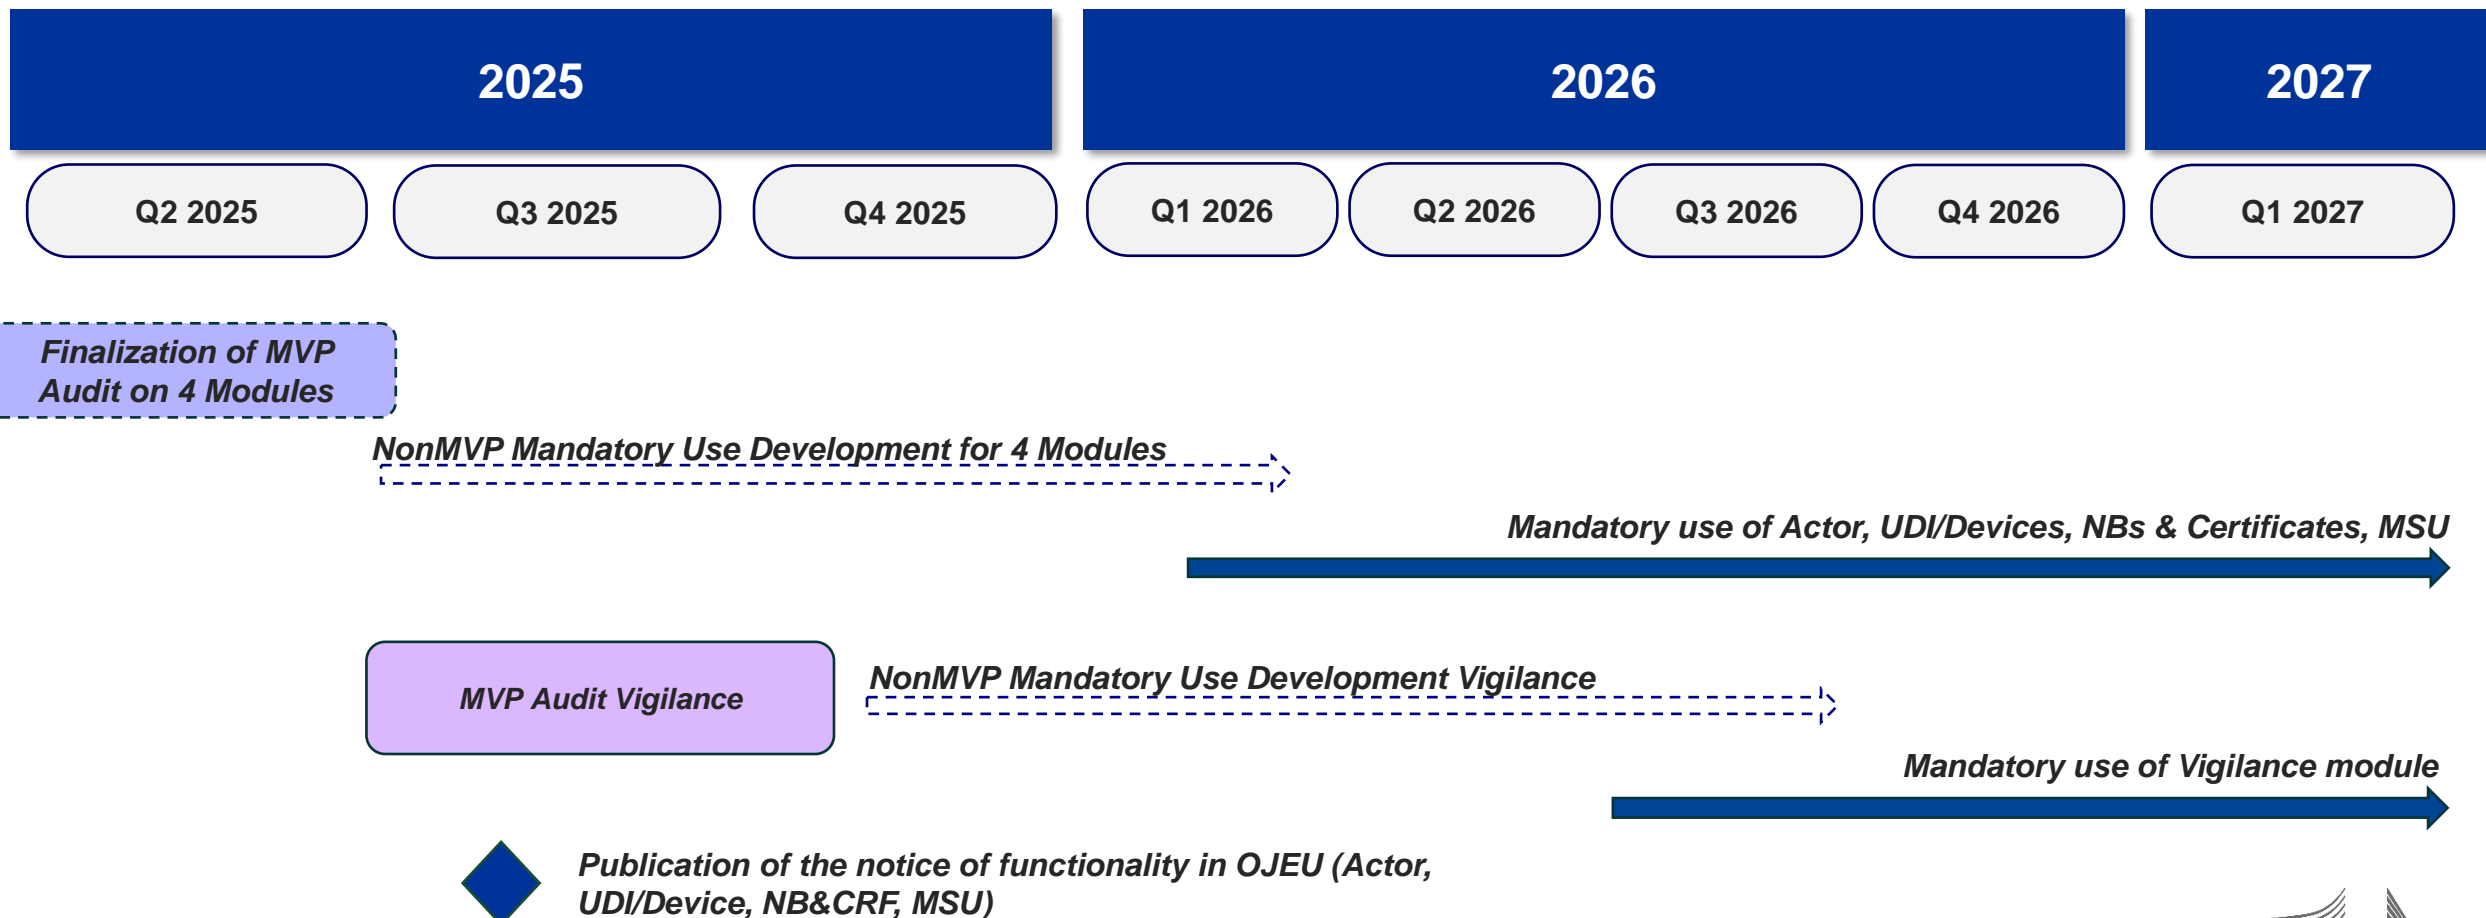 2025
2026
2027
Q2 2025
Q3 2025
Q4 2025
Q1 2026
Q2 2026
Q3 2026
Q4 2026
Q1 2027
Finalization of MVP
Audit on 4 Modules
NonMVP Mandatory Use Development for 4 Modules
Mandatory use of Actor, UDI/Devices, NBs & Certificates, MSU
MVP Audit Vigilance
NonMVP Mandatory Use Development Vigilance
Mandatory use of Vigilance module
Publication of the notice of functionality in OJEU (Actor,
UDI/Device, NB&CRF, MSU)